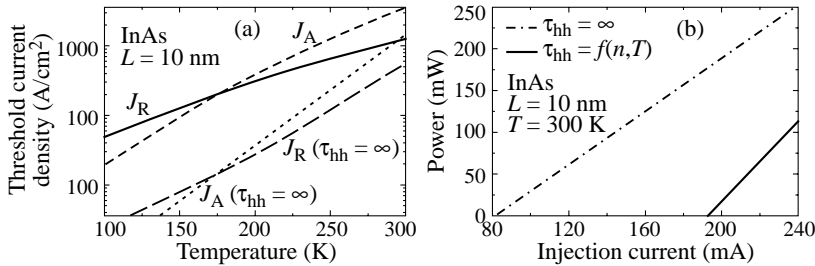 (a)
InAs
L = 10 nm
J_A
J_R
J_R (τ_hh = ∞)
J_A (τ_hh = ∞)
1000
100
100
100 150 200 250 300
Temperature (K)
Threshold current
density (A/cm²)
(b)
τ_hh = ∞
τ_hh = f(n,T)
InAs
L = 10 nm
T = 300 K
250
200
150
100
50
0
80 120 160 200 240
Injection current (mA)
Power (mW)